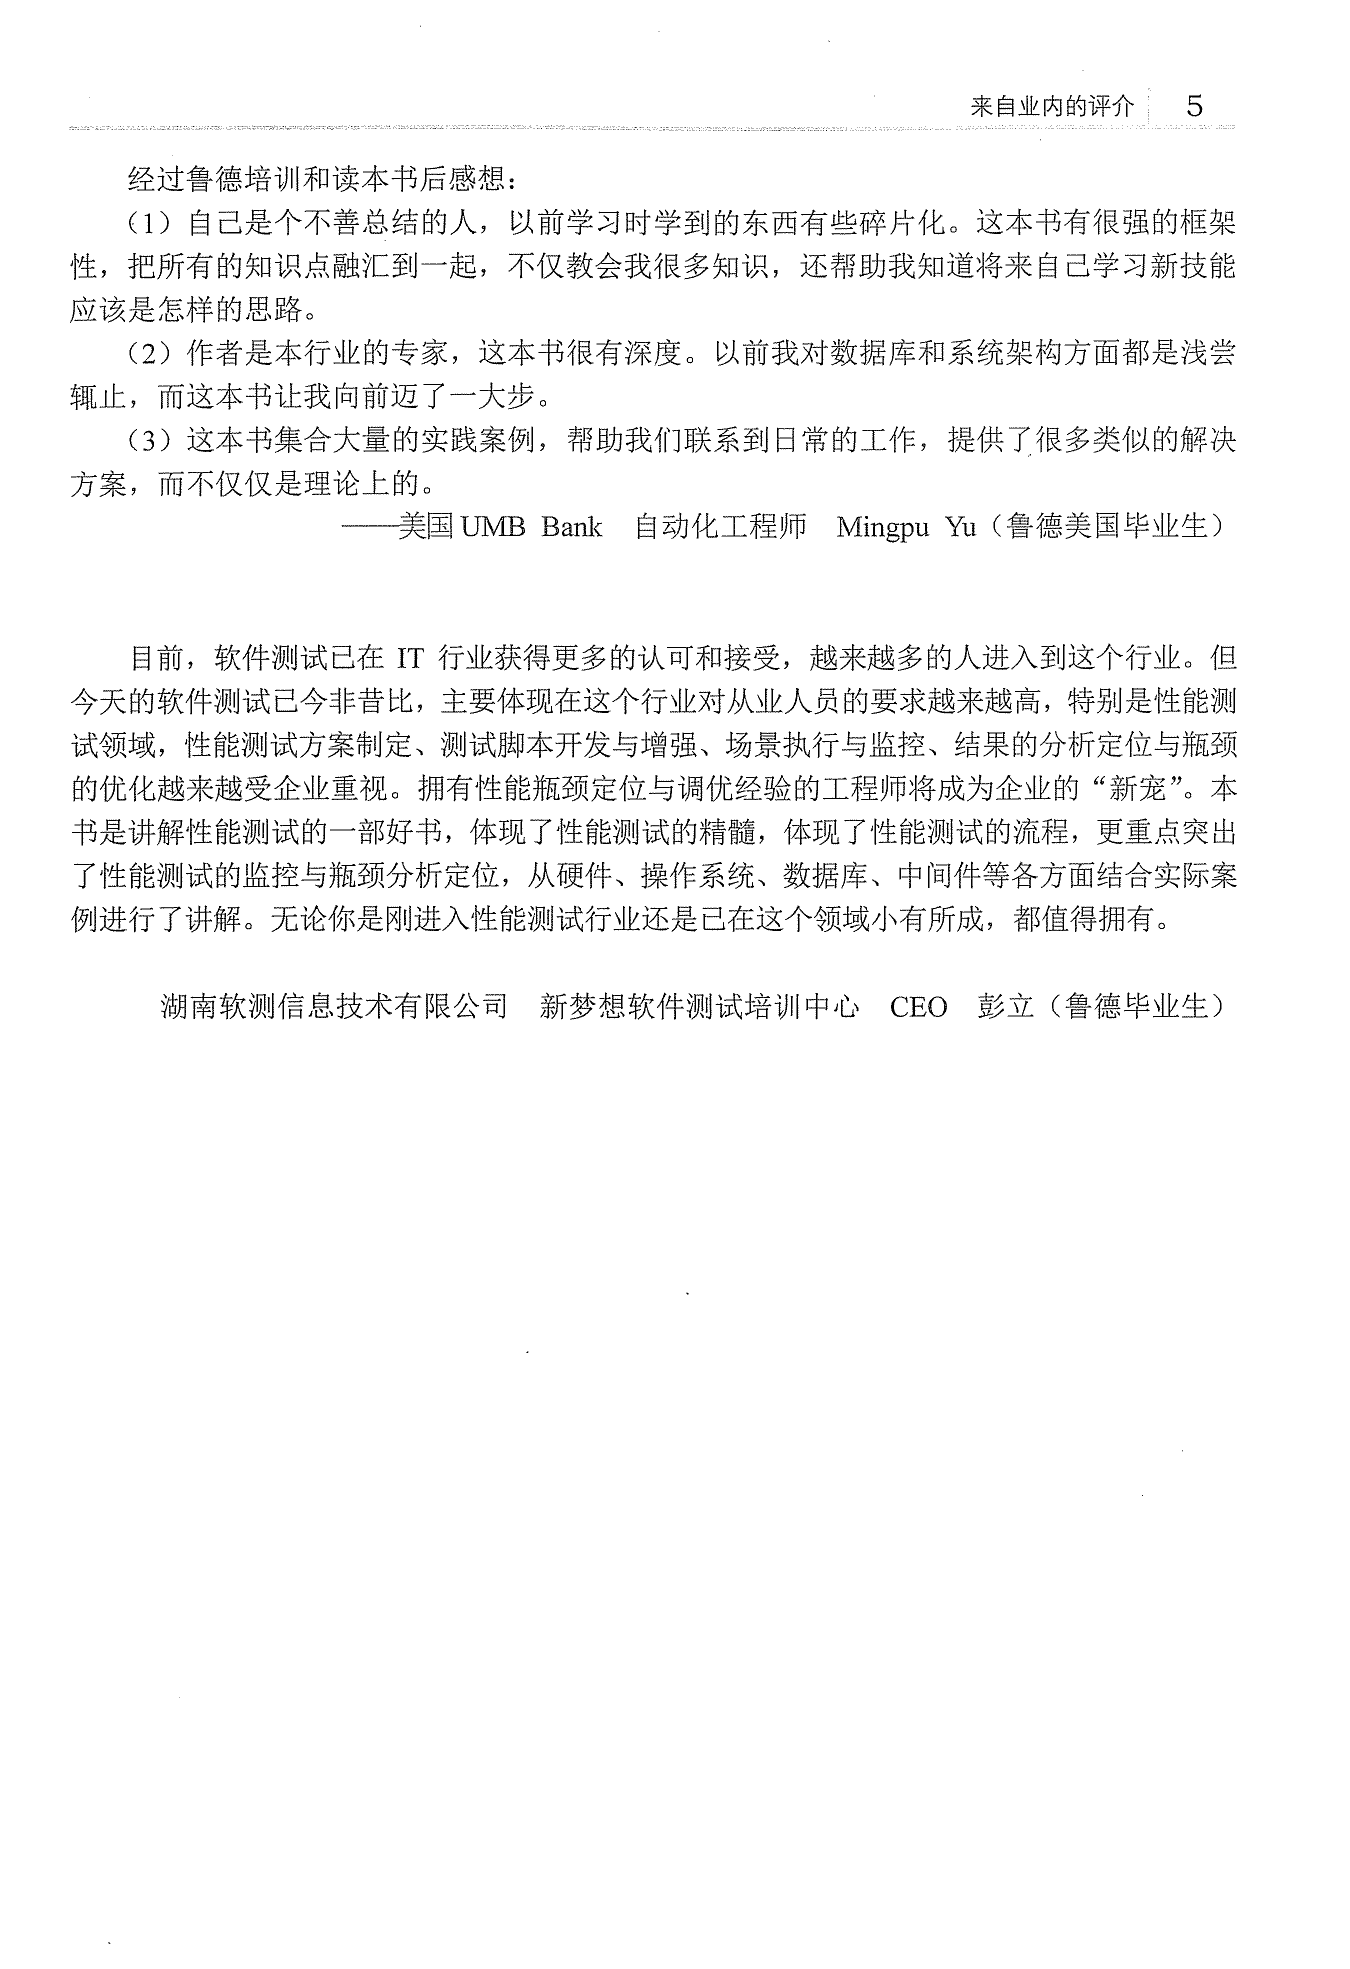 来自业内的评介 5
经过鲁德培训和读本书后感想：
（1）自己是个不善总结的人，以前学习时学到的东西有些碎片化。这本书有很强的框架
性，把所有的知识点融汇到一起，不仅教会我很多知识，还帮助我知道将来自己学习新技能
应该是怎样的思路。
（2）作者是本行业的专家，这本书很有深度。以前我对数据库和系统架构方面都是浅尝
辄止，而这本书让我向前迈了一大步。
（3）这本书集合大量的实践案例，帮助我们联系到日常的工作，提供了很多类似的解决
方案，而不仅仅是理论上的。
——美国 UMB Bank 自动化工程师 Mingpu Yu（鲁德美国毕业生）
目前，软件测试已在 IT 行业获得更多的认可和接受，越来越多的人进入到这个行业。但
今天的软件测试已今非昔比，主要体现在这个行业对从业人员的要求越来越高，特别是性能测
试领域，性能测试方案制定、测试脚本开发与增强、场景执行与监控、结果的分析定位与瓶颈
的优化越来越受企业重视。拥有性能瓶颈定位与调优经验的工程师将成为企业的“新宠”。本
书是讲解性能测试的一部好书，体现了性能测试的精髓，体现了性能测试的流程，更重点突出
了性能测试的监控与瓶颈分析定位，从硬件、操作系统、数据库、中间件等各方面结合实际案
例进行了讲解。无论你是刚进入性能测试行业还是已在这个领域小有所成，都值得拥有。
湖南软测信息技术有限公司 新梦想软件测试培训中心 CEO 彭立（鲁德毕业生）